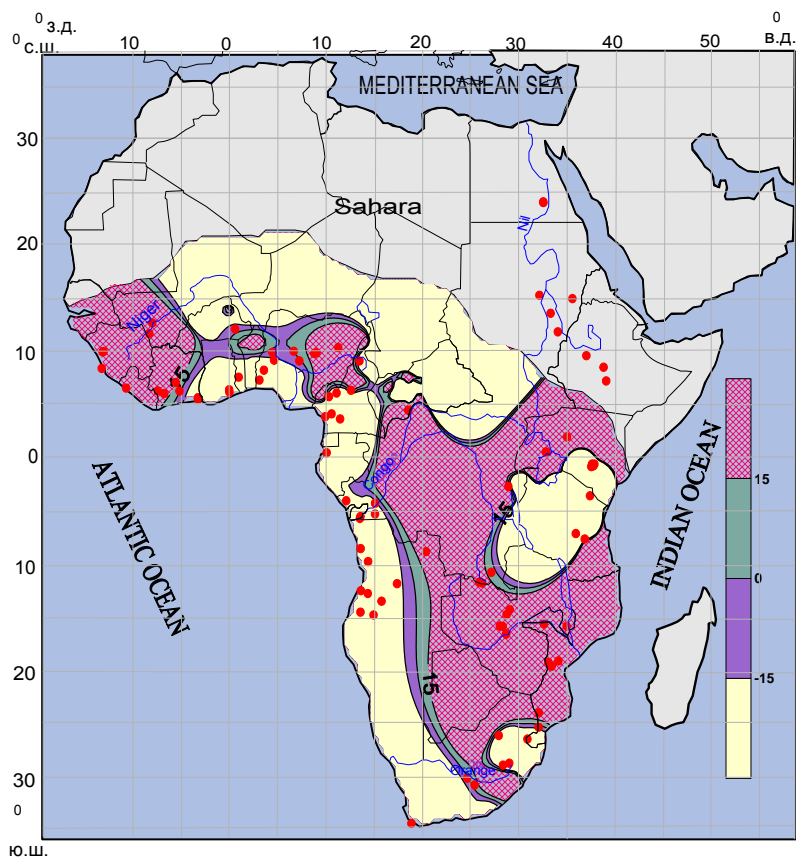 ⁰ з.д.
⁰ с.ш.
10 0 10 20 30 40 50
⁰ в.д.
MEDITERRANEAN SEA
30
Sahara
20
Nil
Niger
10
15
0
Congo
ATLANTIC OCEAN
INDIAN OCEAN
15
0
-15
15
10
20
15
30
Orange
⁰
ю.ш.